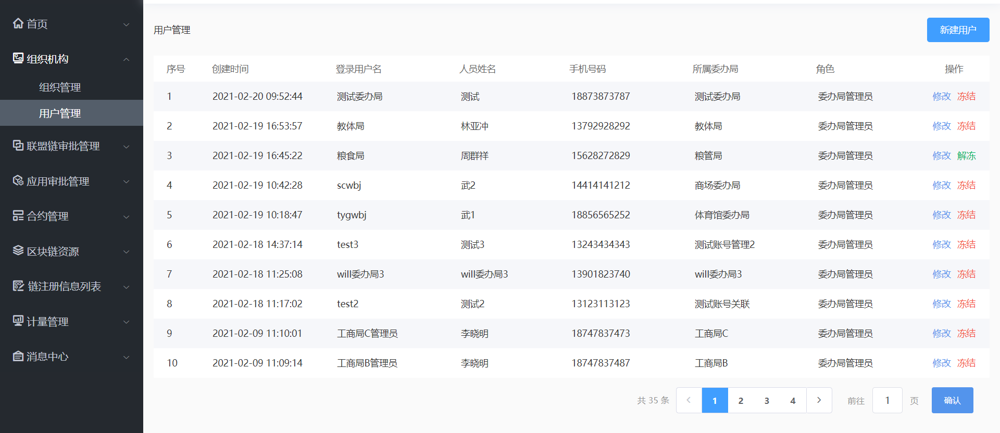 首页
组织机构
组织管理
用户管理
联盟链审批管理
应用审批管理
合约管理
区块链资源
链注册信息列表
计量管理
消息中心
用户管理 新建用户
序号 创建时间 登录用户名 人员姓名 手机号码 所属委办局 角色 操作
1 2021-02-20 09:52:44 测试委办局 测试 18873873787 测试委办局 委办局管理员 修改 冻结
2 2021-02-19 16:53:57 教体局 林亚冲 13792928292 教体局 委办局管理员 修改 冻结
3 2021-02-19 16:45:22 粮食局 周群祥 15628272829 粮管局 委办局管理员 修改 解冻
4 2021-02-19 10:42:28 scwbj 武2 14414141212 商场委办局 委办局管理员 修改 冻结
5 2021-02-19 10:18:47 tygwbj 武1 18856565252 体育馆委办局 委办局管理员 修改 冻结
6 2021-02-18 14:37:14 test3 测试3 13243434343 测试账号管理2 委办局管理员 修改 冻结
7 2021-02-18 11:25:08 will委办局3 will委办局3 13901823740 will委办局3 委办局管理员 修改 冻结
8 2021-02-18 11:17:02 test2 测试2 13123113123 测试账号关联 委办局管理员 修改 冻结
9 2021-02-09 11:10:01 工商局C管理员 李晓明 18747837473 工商局C 委办局管理员 修改 冻结
10 2021-02-09 11:09:14 工商局B管理员 李晓明 18747837487 工商局B 委办局管理员 修改 冻结
共 35 条 1 2 3 4 前往 1 页 确认